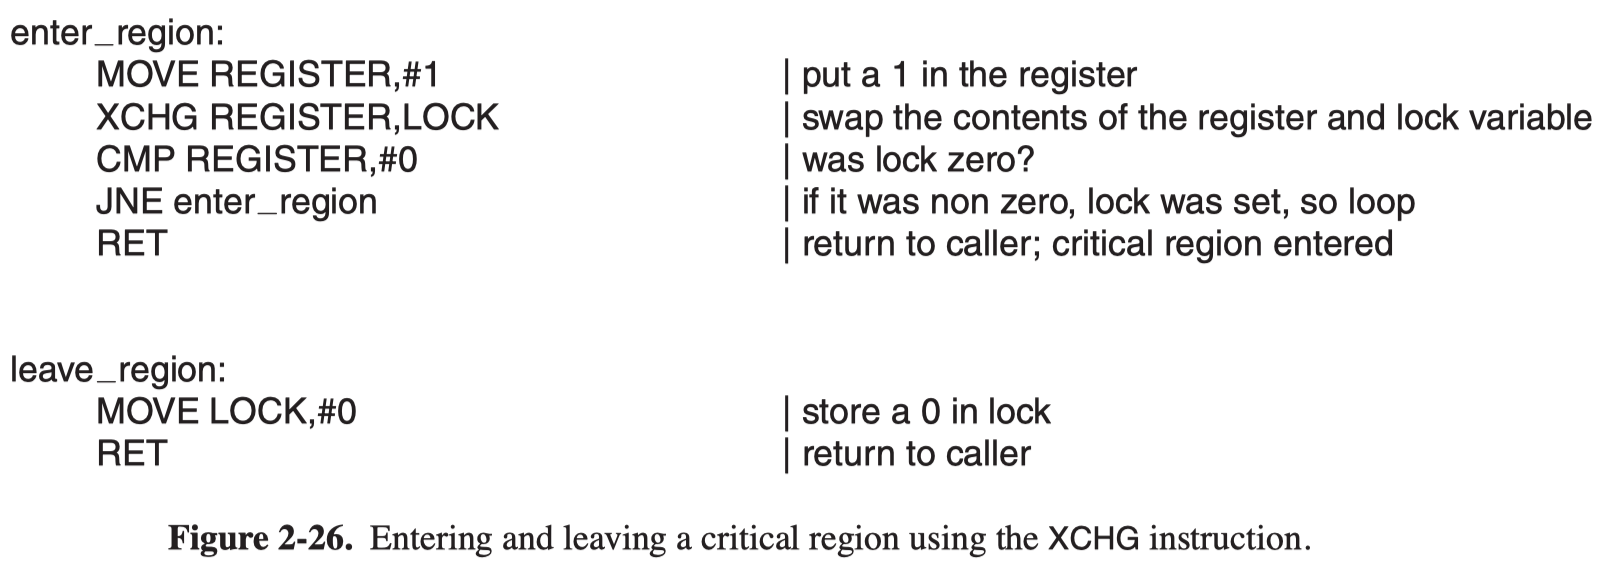 enter_region:
MOVE REGISTER,#1 | put a 1 in the register
XCHG REGISTER,LOCK | swap the contents of the register and lock variable
CMP REGISTER,#0 | was lock zero?
JNE enter_region | if it was non zero, lock was set, so loop
RET | return to caller; critical region entered
leave_region:
MOVE LOCK,#0 | store a 0 in lock
RET | return to caller
Figure 2-26. Entering and leaving a critical region using the XCHG instruction.